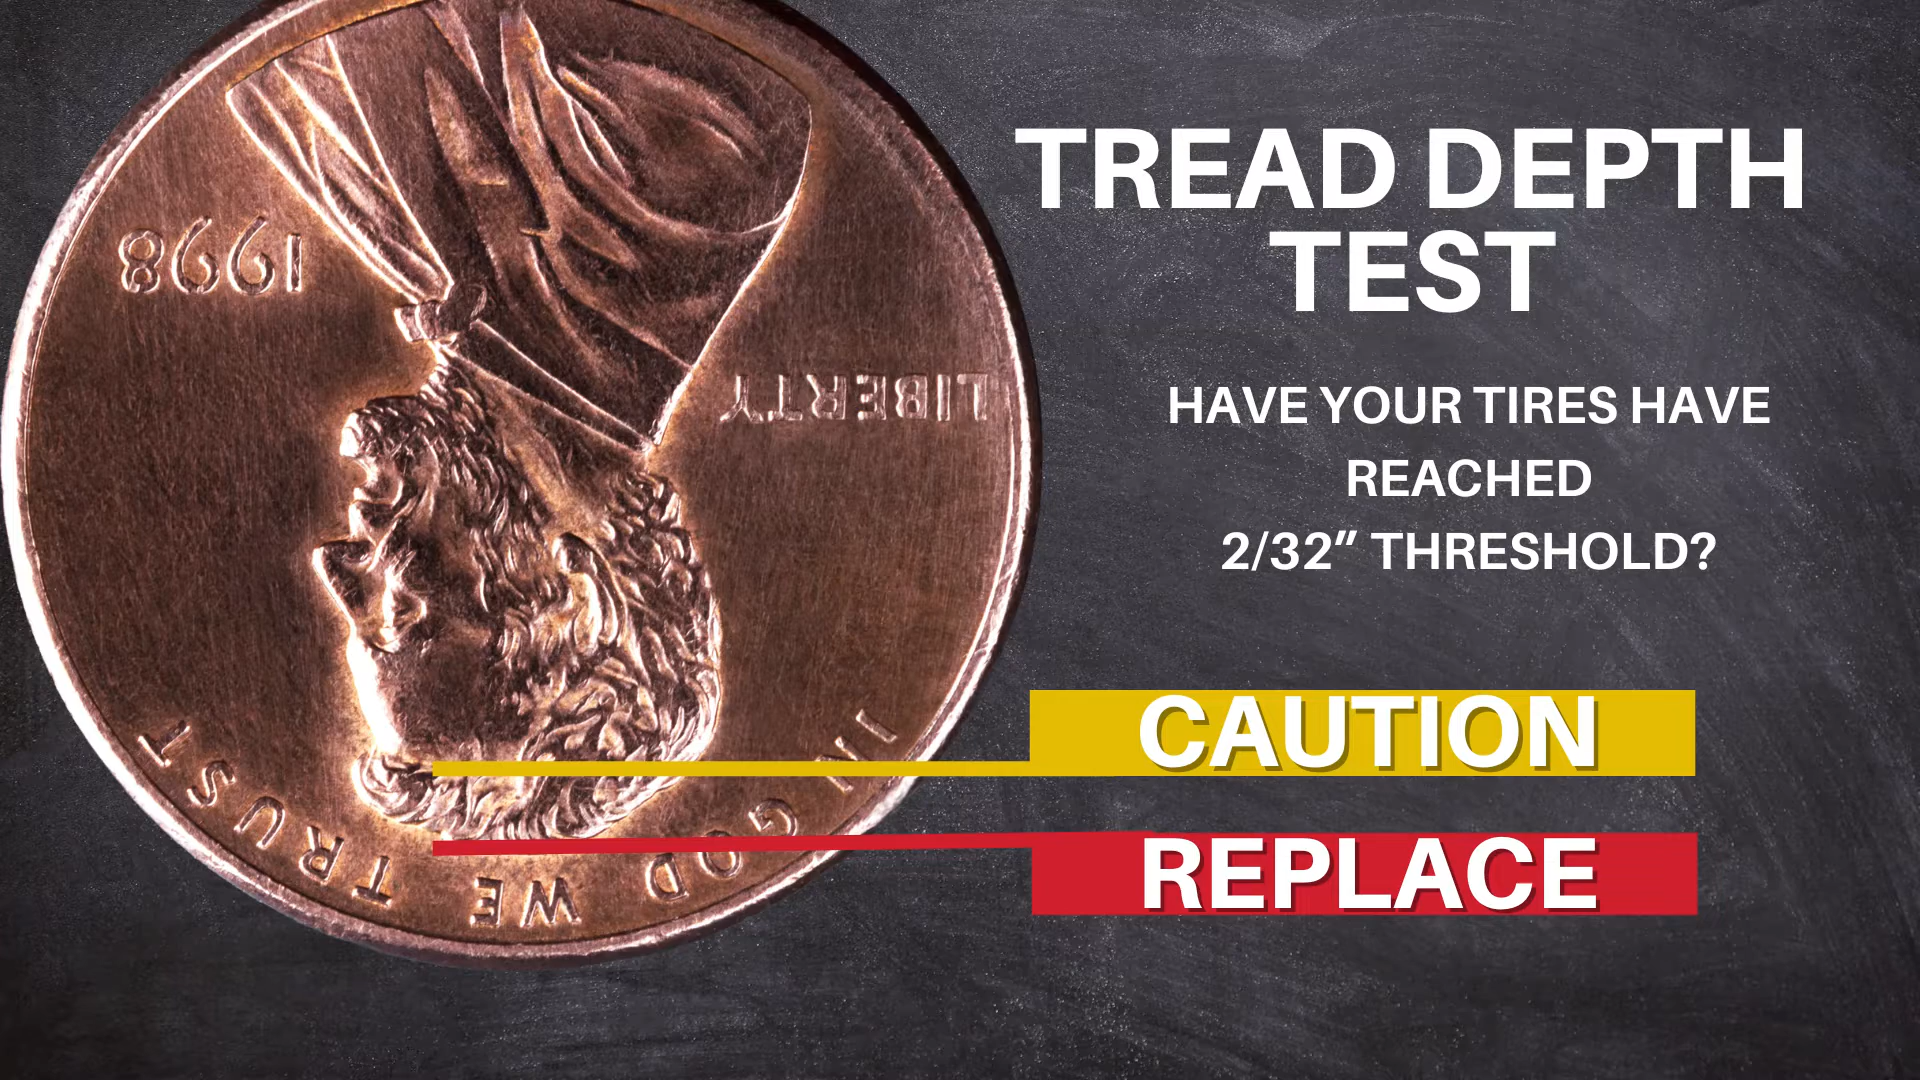 1998
LIBERTY
IN GOD WE TRUST
TREAD DEPTH
TEST
HAVE YOUR TIRES HAVE
REACHED
2/32” THRESHOLD?
CAUTION
REPLACE